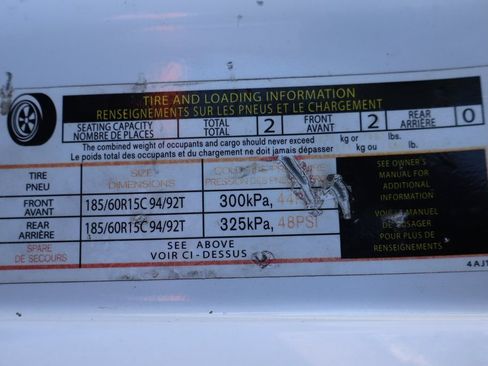 TIRE AND LOADING INFORMATION
RENSEIGNEMENTS SUR LES PNEUS ET LE CHARGEMENT
SEATING CAPACITY TOTAL 2 FRONT 2 REAR 0
NOMBRE DE PLACES TOTAL AVANT ARRIÈRE
The combined weight of occupants and cargo should never exceed kg or lbs.
Le poids total des occupants et du chargement ne doit jamais dépasser kg ou lb.
TIRE SIZE SEE OWNER'S
PNEU DIMENSIONS PRESSION DES MANUAL FOR
ADDITIONAL
INFORMATION
FRONT 185/60R15C 94/92T 300kPa,
AVANT
REAR 185/60R15C 94/92T 325kPa, 48PSI
ARRIÈRE
VOIR LE MANUEL
DE L'USAGER
POUR PLUS DE
RENSEIGNEMENTS
SPARE SEE ABOVE
DE SECOURS VOIR CI-DESSUS
4AJT